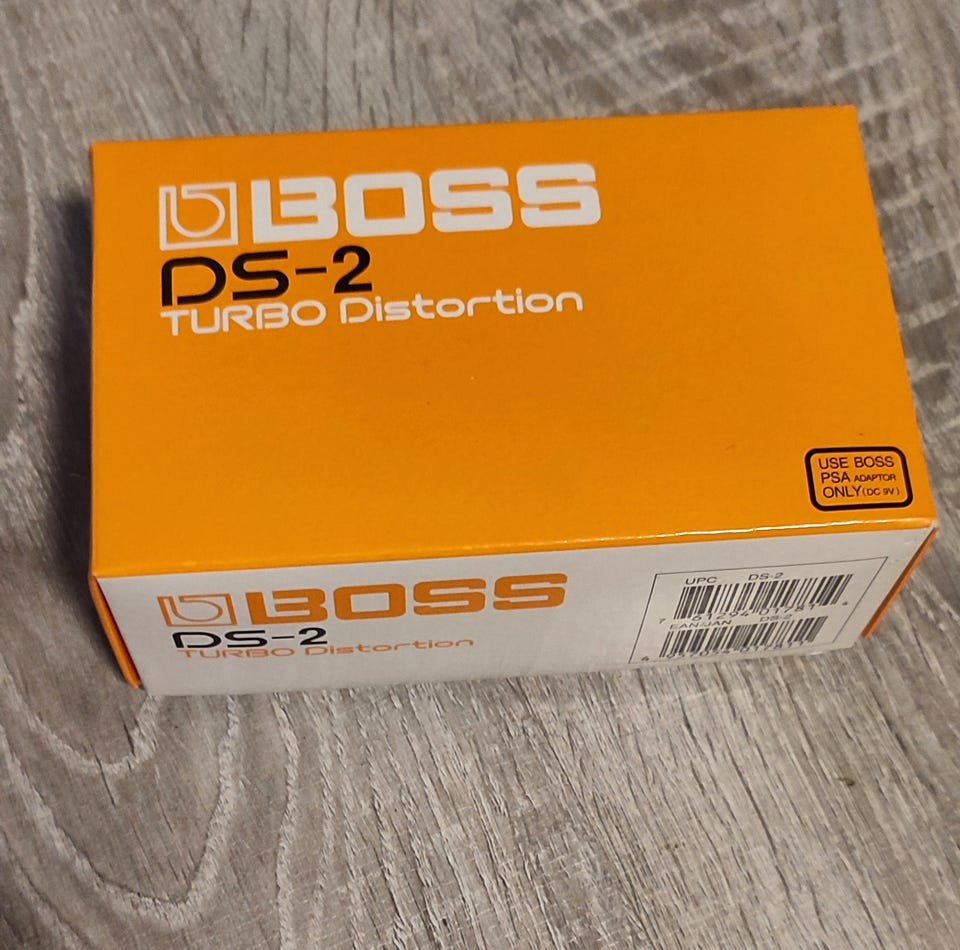 BOSS
DS-2
TURBO Distortion
USE BOSS
PSA ADAPTOR
ONLY (DC 9V)
BOSS
DS-2
TURBO Distortion
UPC DS-2
EAN/JAN DS-2